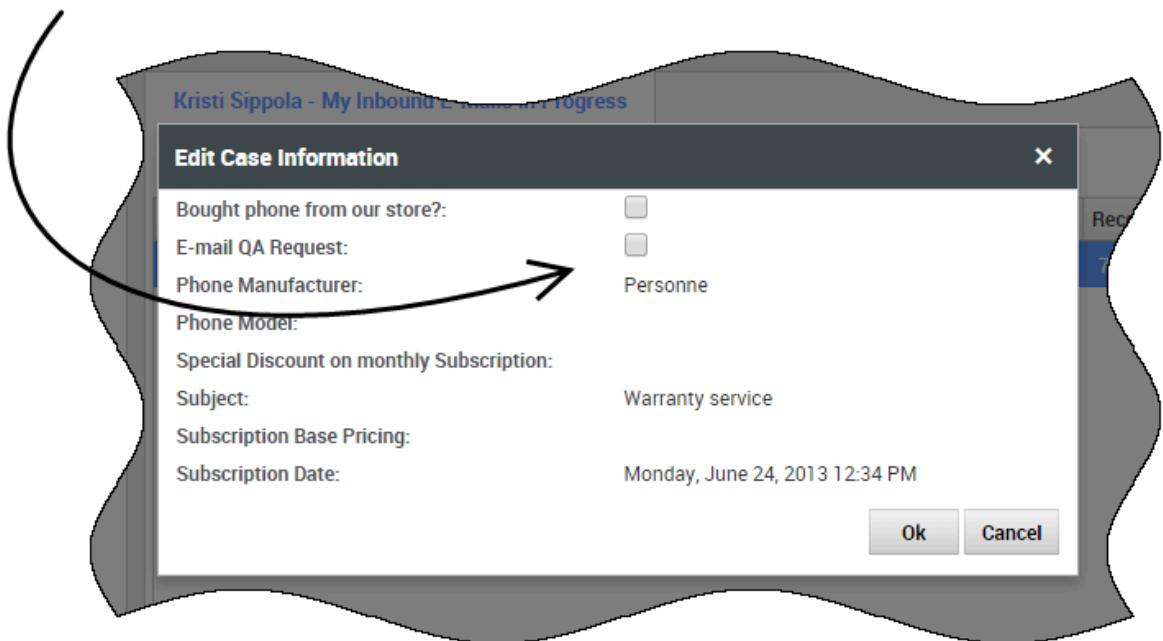 Kristi Sippola - My Inbound E-Mails In Progress
Edit Case Information
Bought phone from our store?:
E-mail QA Request:
Phone Manufacturer: Personne
Phone Model:
Special Discount on monthly Subscription:
Subject: Warranty service
Subscription Base Pricing:
Subscription Date: Monday, June 24, 2013 12:34 PM
Ok Cancel